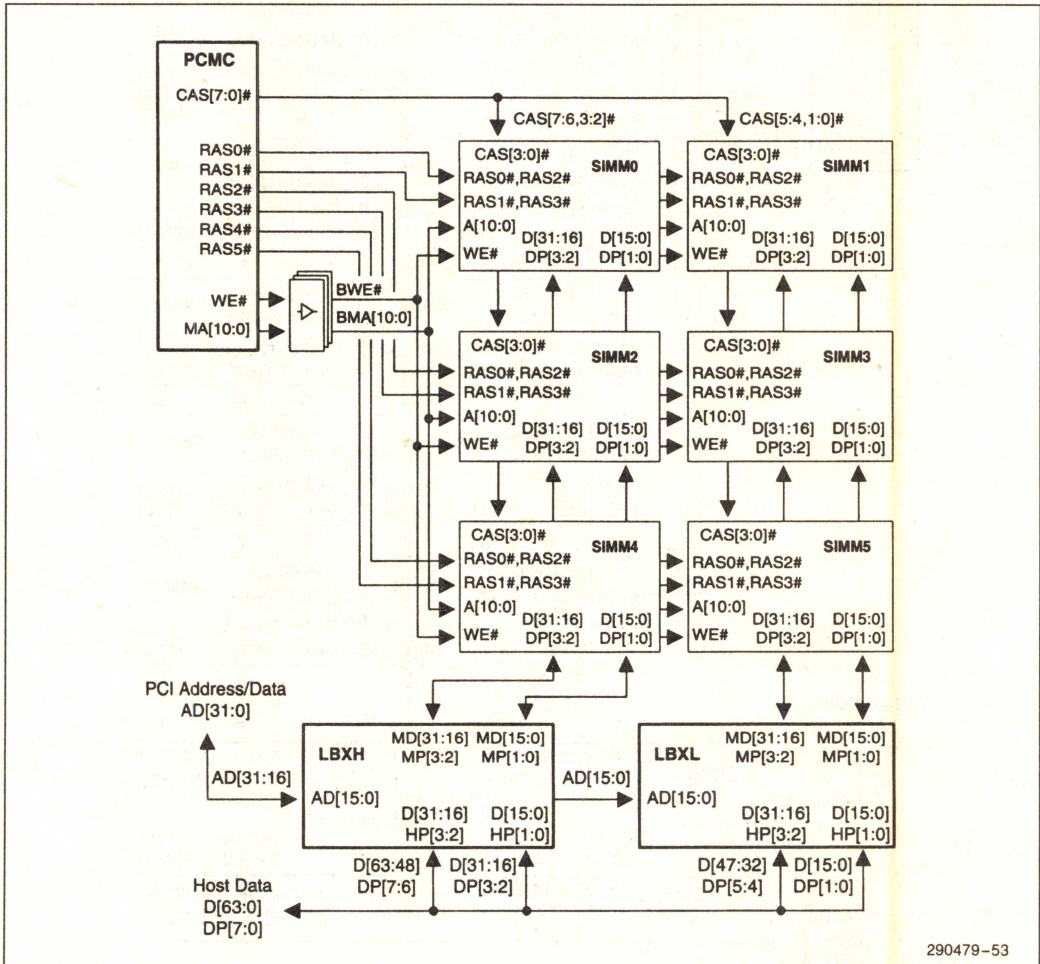 PCMC
CAS[7:0]#
CAS[7:6,3:2]#
CAS[5:4,1:0]#
RAS0#
RAS1#
RAS2#
RAS3#
RAS4#
RAS5#
WE#
MA[10:0]
BWE#
BMA[10:0]
CAS[3:0]#
SIMM0
RAS0#,RAS2#
RAS1#,RAS3#
A[10:0]
D[31:16] D[15:0]
WE# DP[3:2] DP[1:0]
CAS[3:0]#
SIMM1
RAS0#,RAS2#
RAS1#,RAS3#
A[10:0]
D[31:16] D[15:0]
WE# DP[3:2] DP[1:0]
CAS[3:0]#
SIMM2
RAS0#,RAS2#
RAS1#,RAS3#
A[10:0]
D[31:16] D[15:0]
WE# DP[3:2] DP[1:0]
CAS[3:0]#
SIMM3
RAS0#,RAS2#
RAS1#,RAS3#
A[10:0]
D[31:16] D[15:0]
WE# DP[3:2] DP[1:0]
CAS[3:0]#
SIMM4
RAS0#,RAS2#
RAS1#,RAS3#
A[10:0]
D[31:16] D[15:0]
WE# DP[3:2] DP[1:0]
CAS[3:0]#
SIMM5
RAS0#,RAS2#
RAS1#,RAS3#
A[10:0]
D[31:16] D[15:0]
WE# DP[3:2] DP[1:0]
PCI Address/Data
AD[31:0]
AD[31:16]
LBXH
MD[31:16] MD[15:0]
MP[3:2] MP[1:0]
AD[15:0]
D[31:16] D[15:0]
HP[3:2] HP[1:0]
AD[15:0]
LBXL
MD[31:16] MD[15:0]
MP[3:2] MP[1:0]
AD[15:0]
D[31:16] D[15:0]
HP[3:2] HP[1:0]
D[63:48] D[31:16]
DP[7:6] DP[3:2]
D[47:32] D[15:0]
DP[5:4] DP[1:0]
Host Data
D[63:0]
DP[7:0]
290479-53